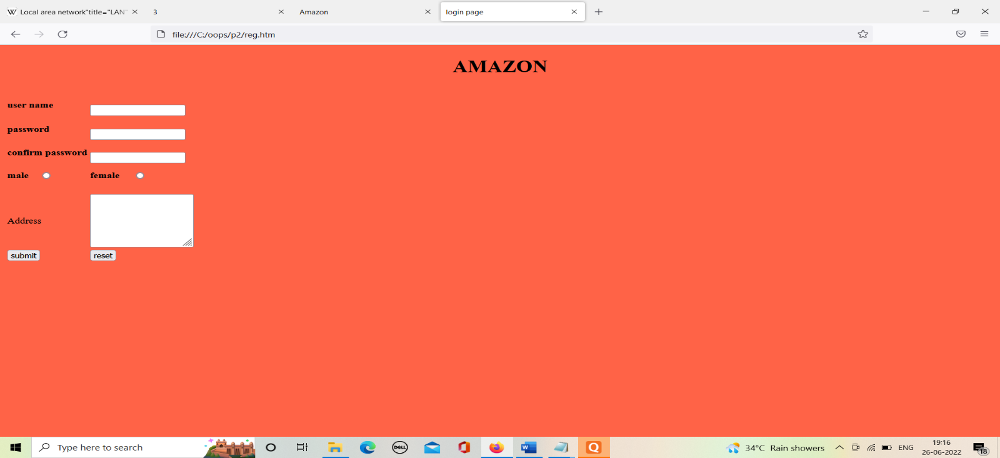 W Local area network"title="LAN"
3
Amazon
login page
file:///C:/oops/p2/reg.htm
AMAZON
user name
password
confirm password
male female
Address
submit reset
Type here to search
DELL
W
Q
34°C Rain showers
ENG
19:16
26-06-2022
18